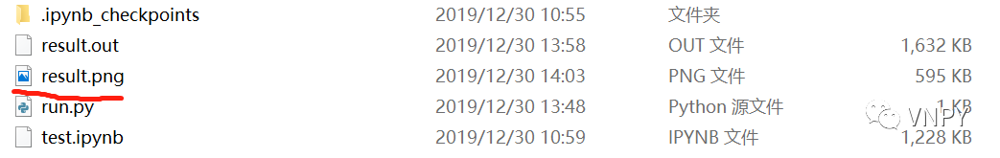 .ipynb_checkpoints 2019/12/30 10:55 文件夹
result.out 2019/12/30 13:58 OUT 文件 1,632 KB
result.png 2019/12/30 14:03 PNG 文件 595 KB
run.py 2019/12/30 13:48 Python 源文件 1 KB
test.ipynb 2019/12/30 10:59 IPYNB 文件 1,228 KB
VNPY